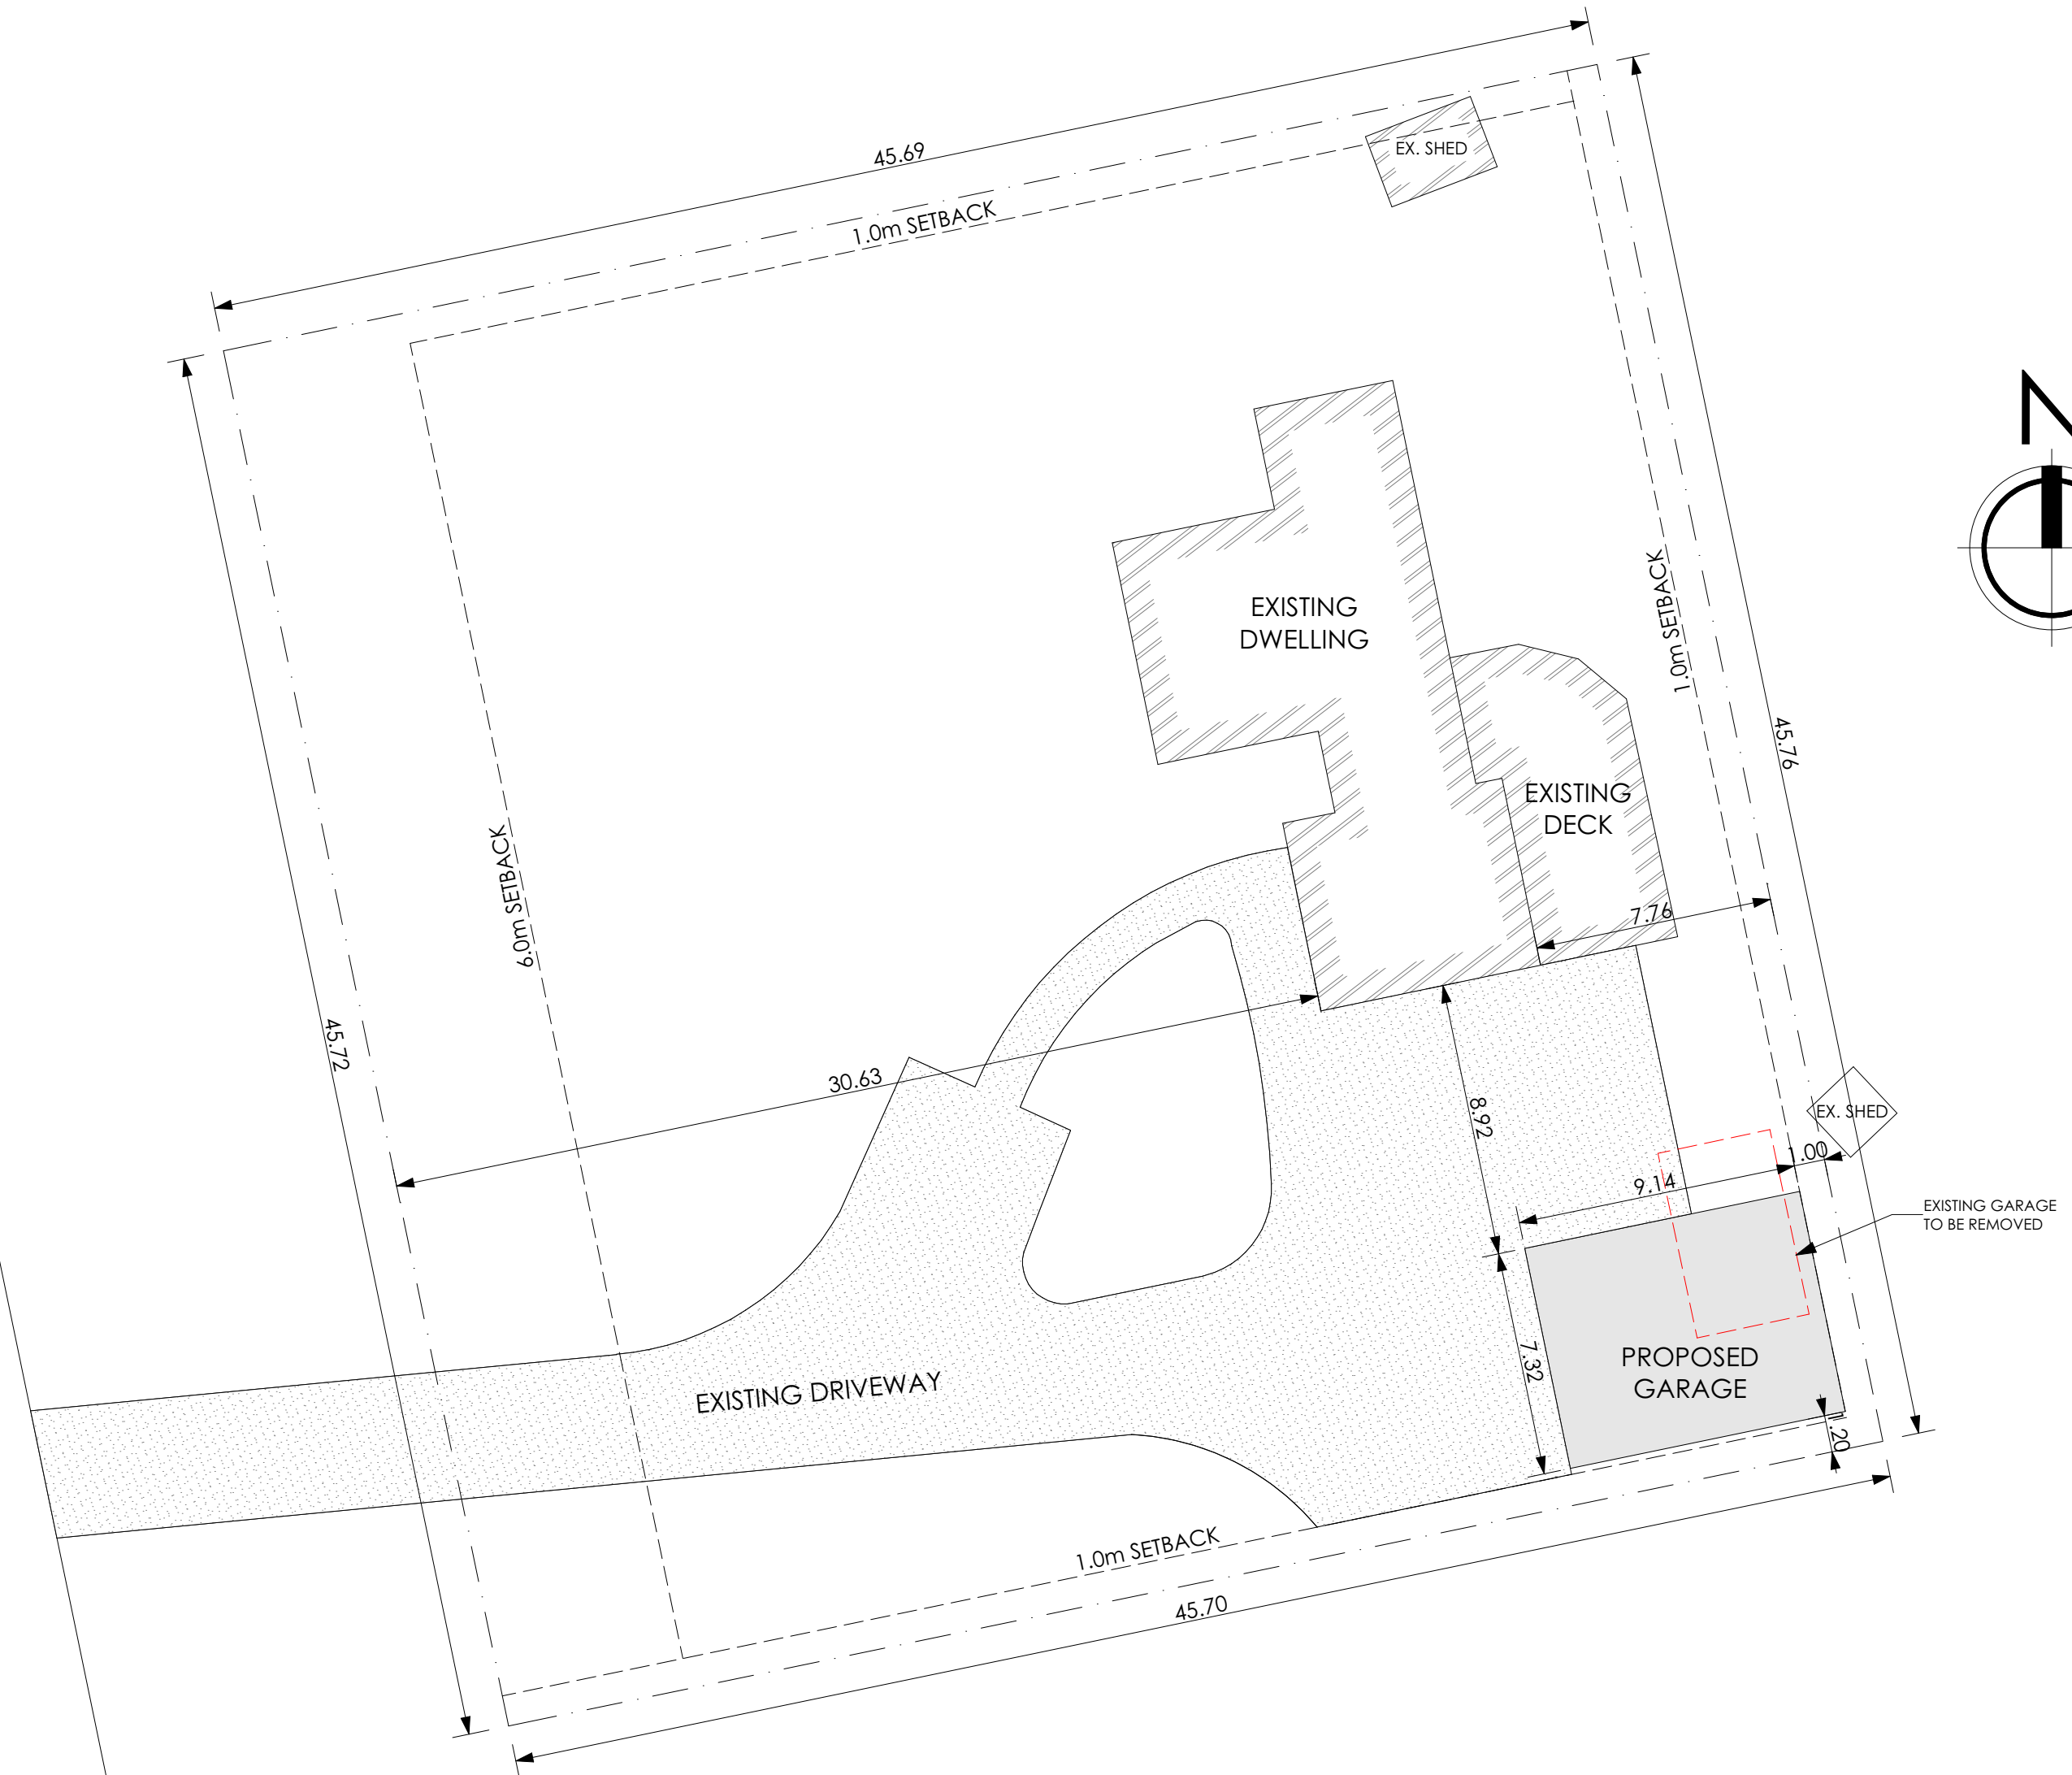 45.69
1.0m SETBACK
EX. SHED
N
EXISTING
DWELLING
1.0m SETBACK
45.76
EXISTING
DECK
6.0m SETBACK
7.76
45.72
30.63
8.92
EX. SHED
1.00
9.14
EXISTING GARAGE
TO BE REMOVED
7.32
PROPOSED
GARAGE
EXISTING DRIVEWAY
1.20
1.0m SETBACK
45.70